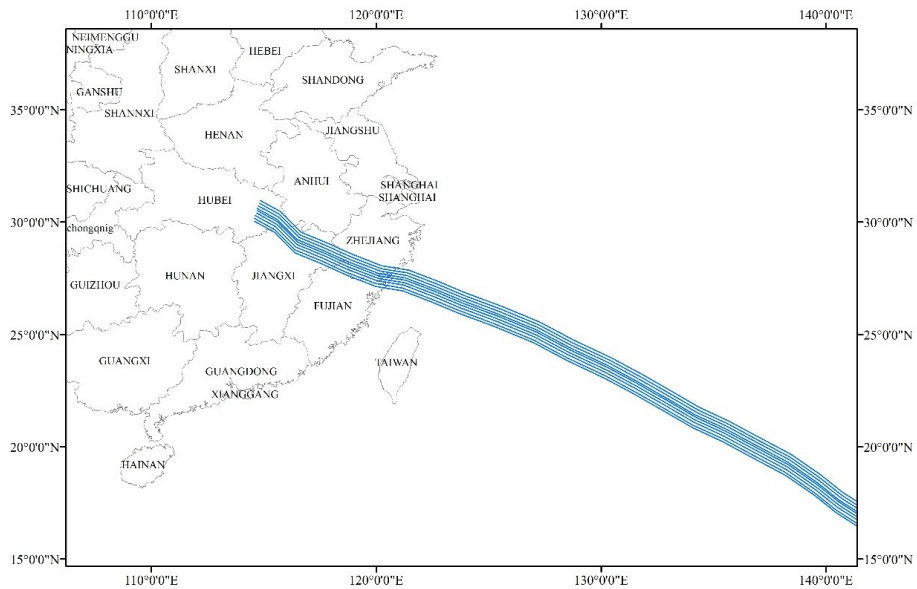 110°0'0"E 120°0'0"E 130°0'0"E 140°0'0"E
NEIMENGGU
NINGXIA
HEBEI
SHANXI
SHANDONG
GANSHU
35°0'0"N
SHANNXI
35°0'0"N
JIANGSHU
HENAN
ANHUI
SHANGHAI
SHICHUANG
SHANGHAI
HUBEI
30°0'0"N
30°0'0"N
chongqnig
ZHEJIANG
HUNAN
JIANGXI
GUIZHOU
FUJIAN
25°0'0"N
25°0'0"N
GUANGXI
TAIWAN
GUANGDONG
XIANGGANG
20°0'0"N
20°0'0"N
HAINAN
15°0'0"N
15°0'0"N
110°0'0"E 120°0'0"E 130°0'0"E 140°0'0"E